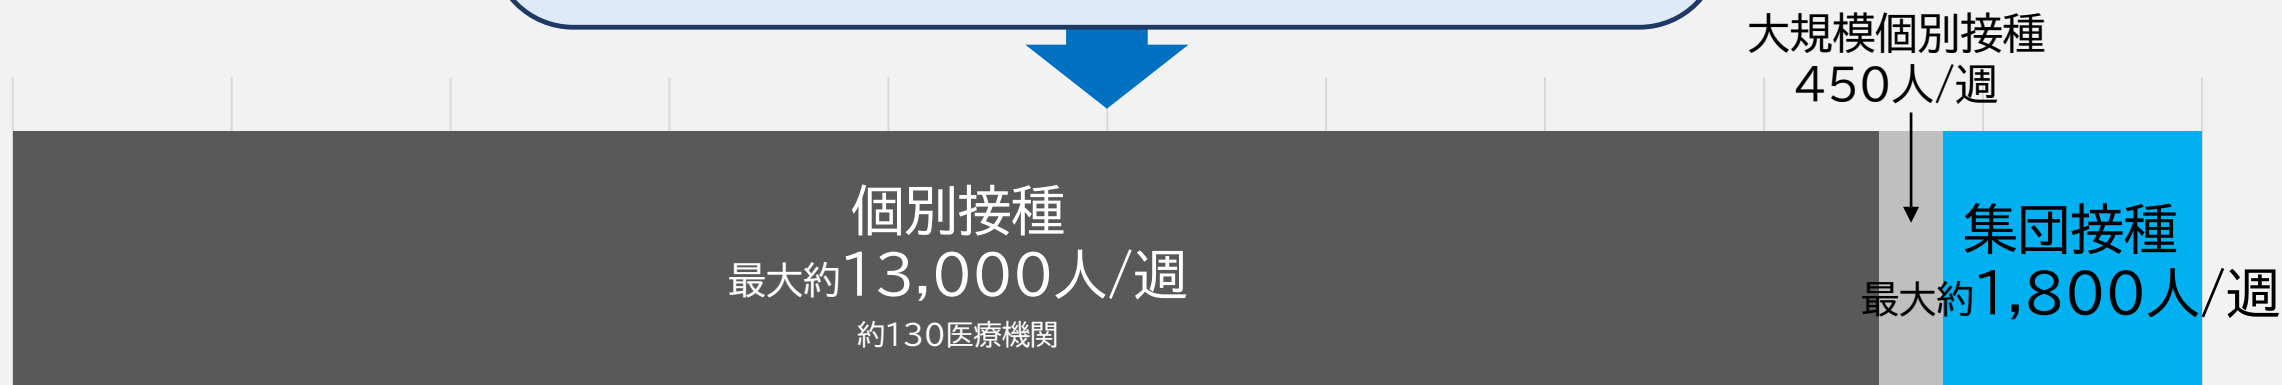 大規模個別接種
450人/週
個別接種
最大約13,000人/週
約130医療機関
集団接種
最大約1,800人/週